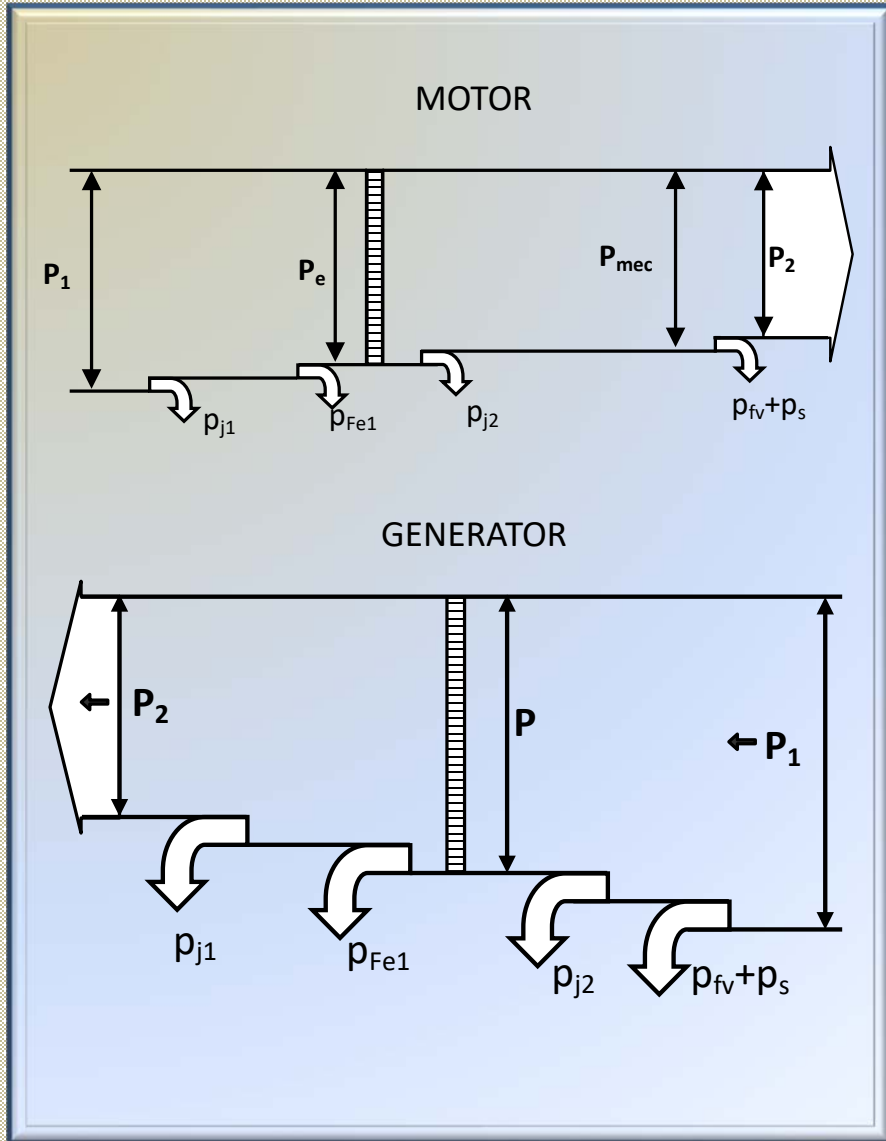 MOTOR
P1
Pe
Pmec
P2
pj1
pFe1
pj2
pfv+ps
GENERATOR
P2
P
P1
pj1
pFe1
pj2
pfv+ps